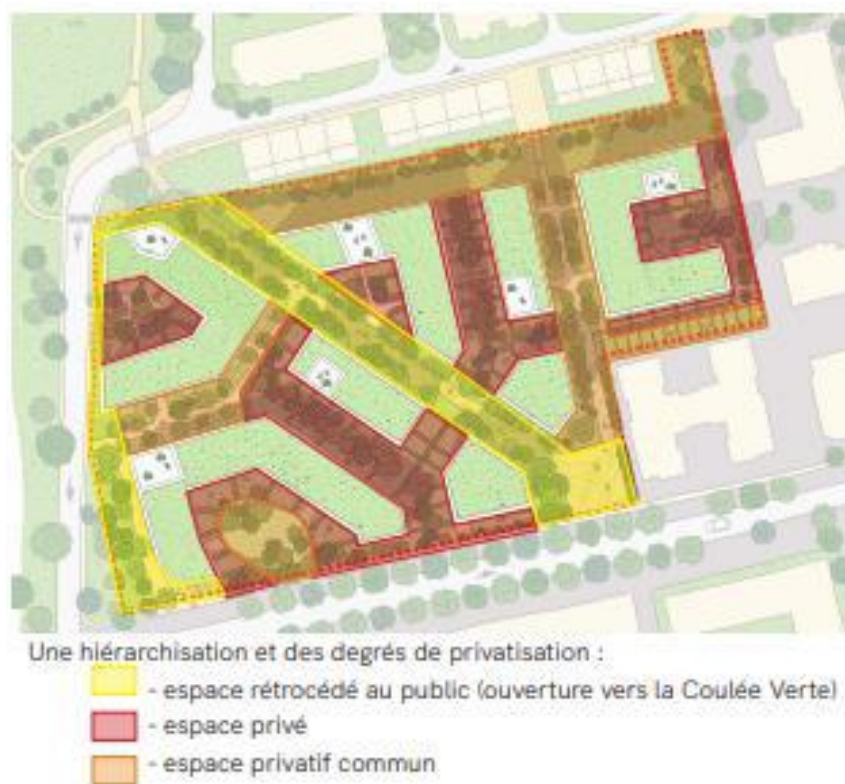 Une hiérarchisation et des degrés de privatisation :
- espace rétrocédé au public (ouverture vers la Coulée Verte)
- espace privé
- espace privatif commun